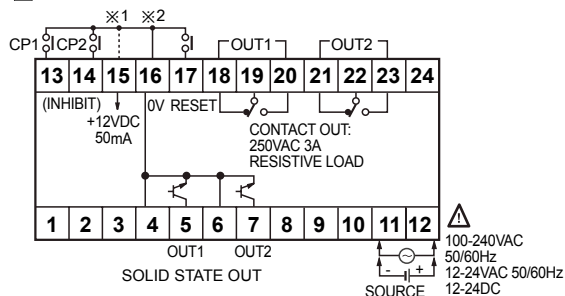 ※1 ※2
CP1 CP2 OUT1 OUT2
13 14 15 16 17 18 19 20 21 22 23 24
(INHIBIT) 0V RESET
+12VDC
50mA
CONTACT OUT:
250VAC 3A
RESISTIVE LOAD
1 2 3 4 5 6 7 8 9 10 11 12
OUT1 OUT2
SOLID STATE OUT
100-240VAC
50/60Hz
12-24VAC 50/60Hz
12-24DC
- +
SOURCE